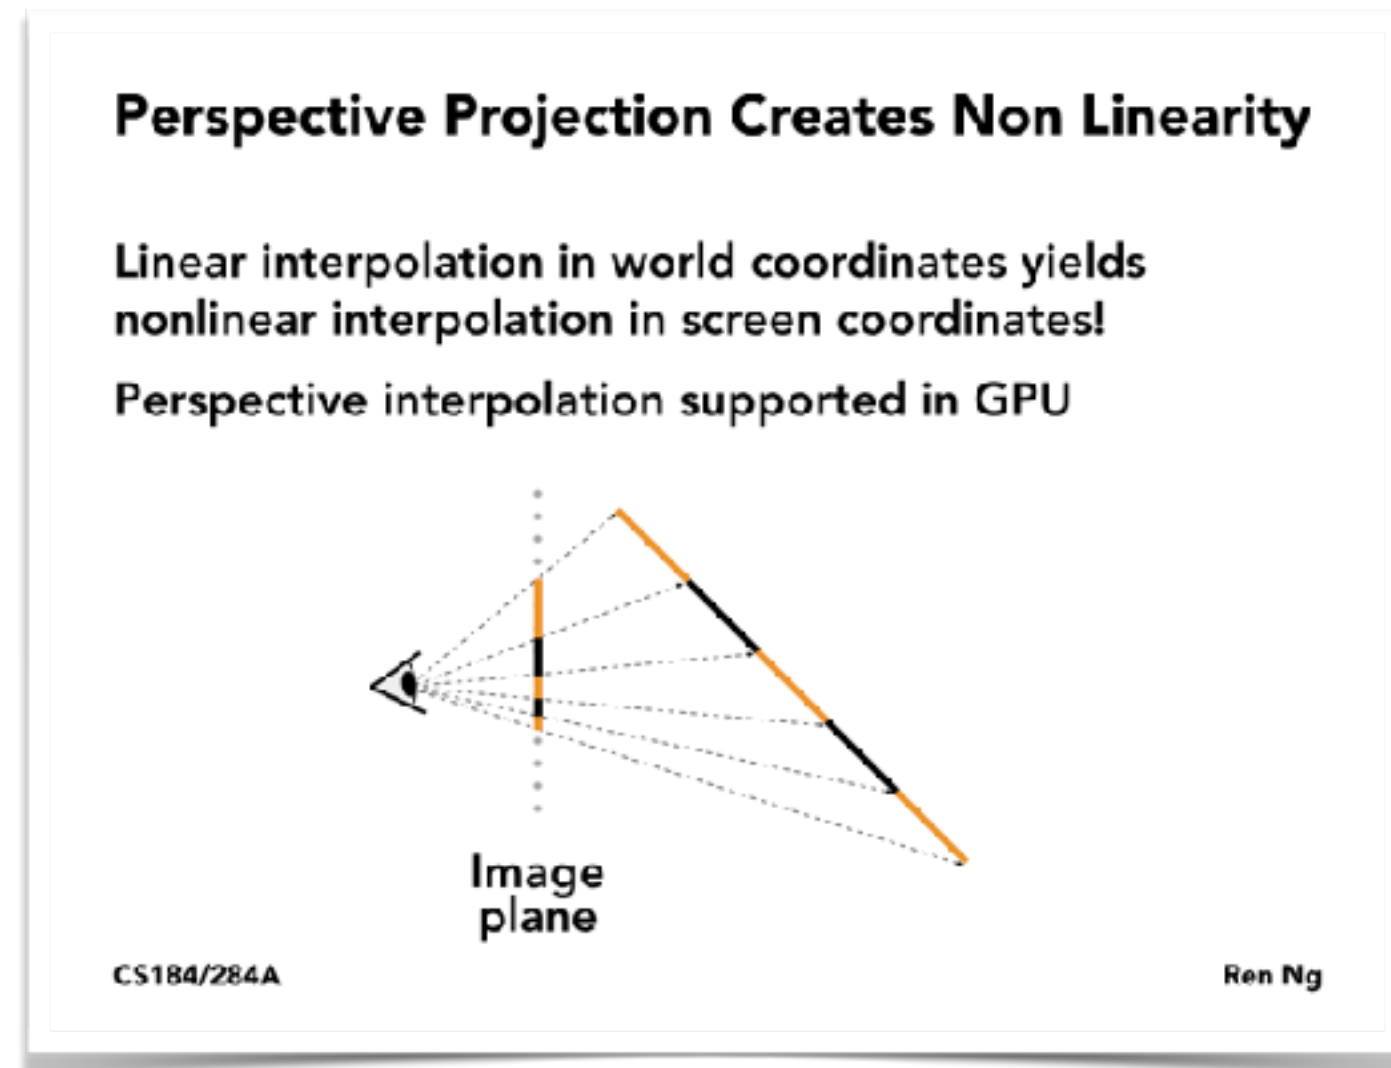 Perspective Projection Creates Non Linearity
Linear interpolation in world coordinates yields
nonlinear interpolation in screen coordinates!
Perspective interpolation supported in GPU
Image
plane
CS184/284A
Ren Ng